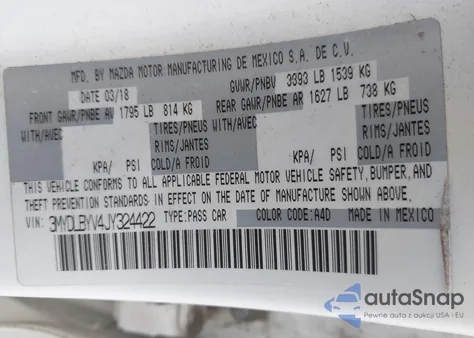 MFD. BY MAZDA MOTOR MANUFACTURING DE MEXICO S.A. DE C.V.
DATE 03/18 GVWR/PNBV 3393 LB 1539 KG
FRONT GAWR/PNBE AV 1795 LB 814 KG REAR GAWR/PNBE AR 1627 LB 738 KG
WITH/AVEC TIRES/PNEUS WITH/AVEC TIRES/PNEUS
RIMS/JANTES RIMS/JANTES
KPA/ PSI COLD/A FROID KPA/ PSI COLD/A FROID
THIS VEHICLE CONFORMS TO ALL APPLICABLE FEDERAL MOTOR VEHICLE SAFETY, BUMPER, AND
THEFT PREVENTION STANDARDS IN EFFECT ON THE DATE OF MANUFACTURE SHOWN ABOVE.
VIN: 3MYDLBYV4JY324422 TYPE: PASS CAR COLOR CODE: A4D MADE IN MEXICO
autoSnap
Pewne auta z aukcji USA - EU